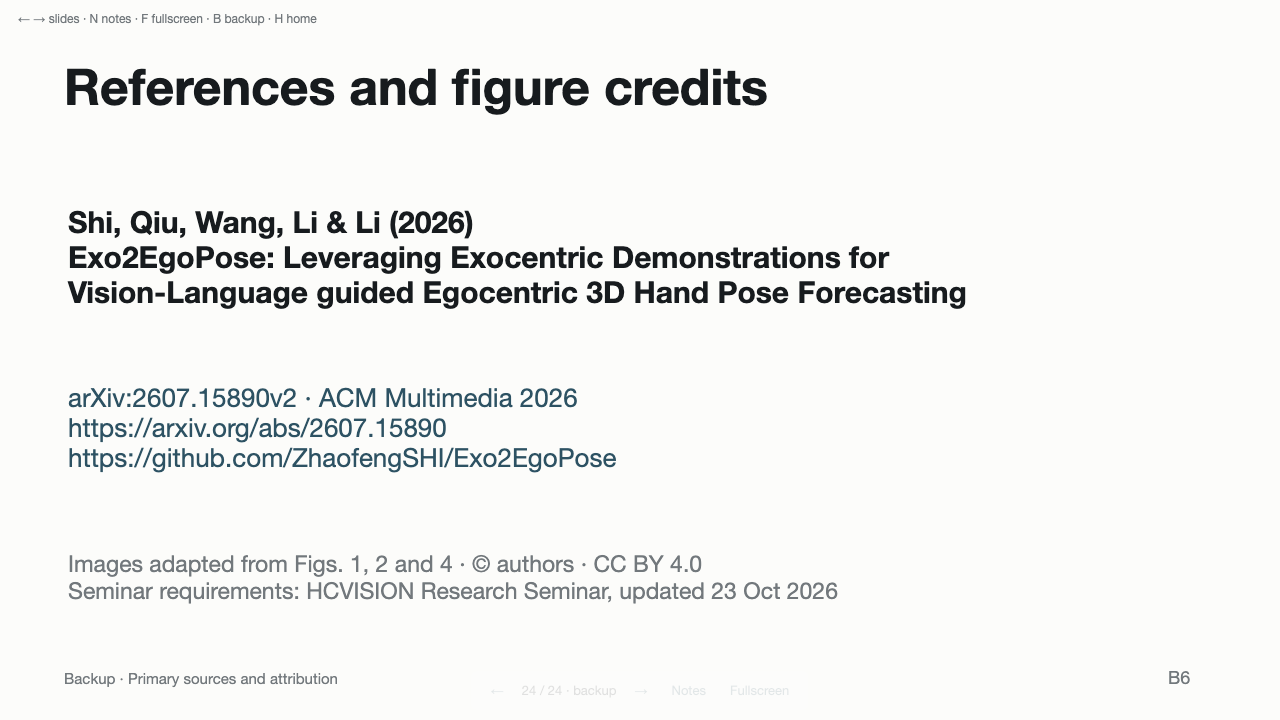 ←→ slides · N notes · F fullscreen · B backup · H home
References and figure credits
Shi, Qiu, Wang, Li & Li (2026)
Exo2EgoPose: Leveraging Exocentric Demonstrations for
Vision-Language guided Egocentric 3D Hand Pose Forecasting
arXiv:2607.15890v2 · ACM Multimedia 2026
https://arxiv.org/abs/2607.15890
https://github.com/ZhaofengSHI/Exo2EgoPose
Images adapted from Figs. 1, 2 and 4 · © authors · CC BY 4.0
Seminar requirements: HCVISION Research Seminar, updated 23 Oct 2026
Backup · Primary sources and attribution
B6
← 24 / 24 · backup → Notes Fullscreen